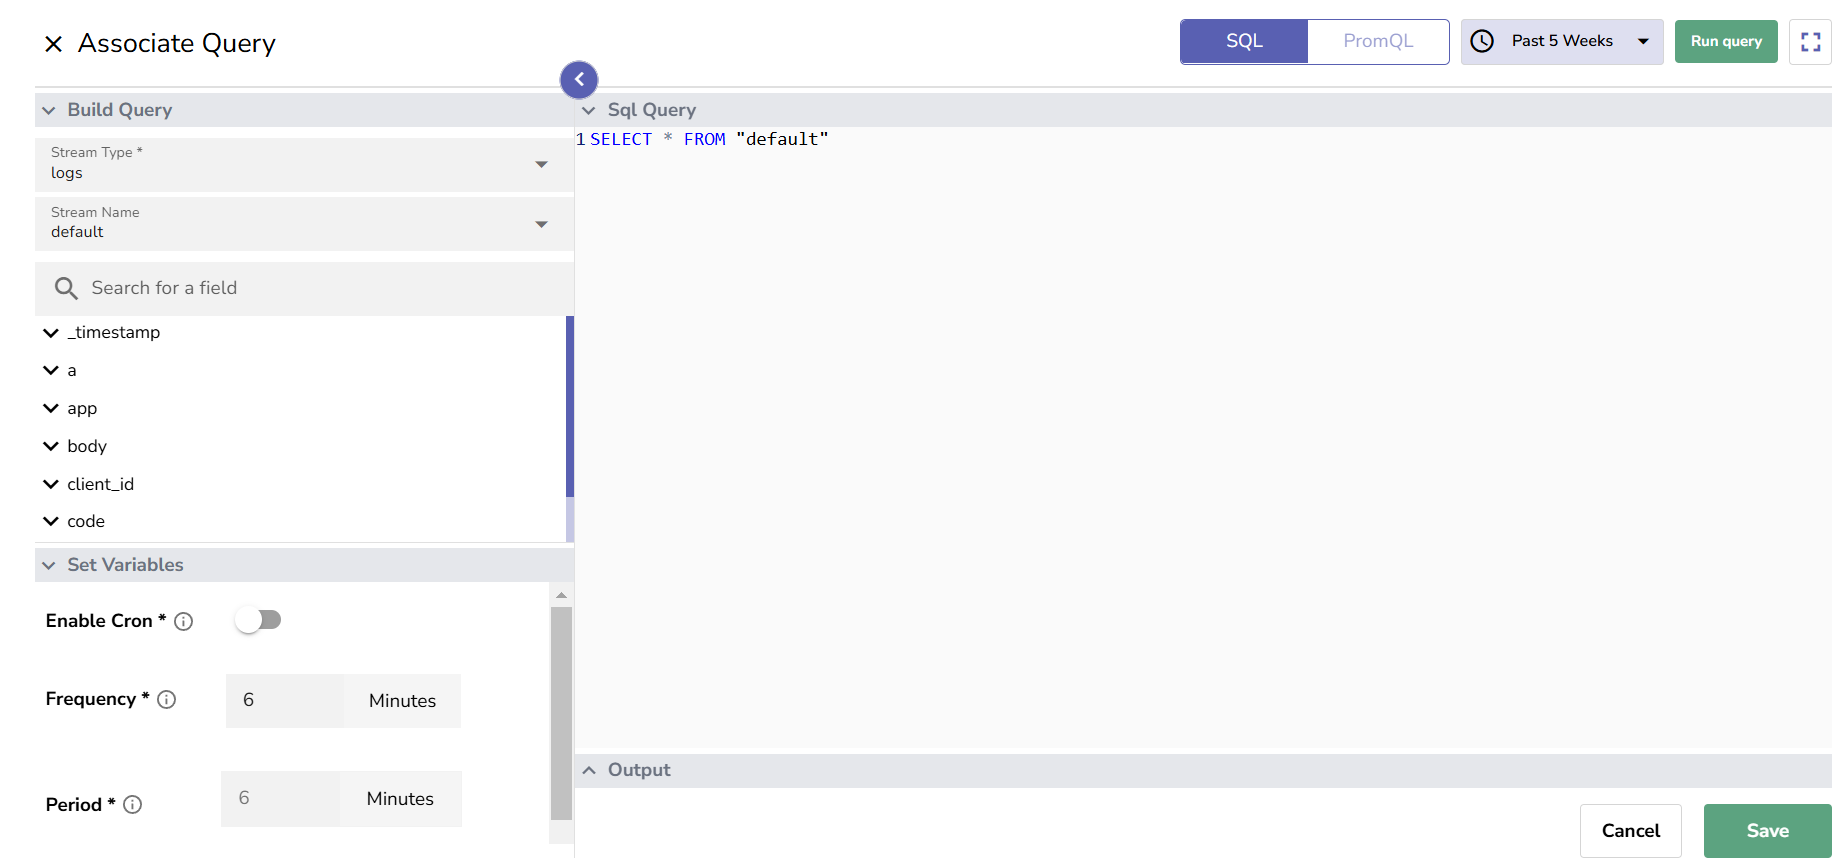 Associate Query
SQL
PromQL
Past 5 Weeks
Run query
Build Query
Stream Type *
logs
Stream Name
default
Search for a field
_timestamp
a
app
body
client_id
code
Set Variables
Enable Cron *
Frequency *
6
Minutes
Period *
6
Minutes
Sql Query
1 SELECT * FROM "default"
Output
Cancel
Save